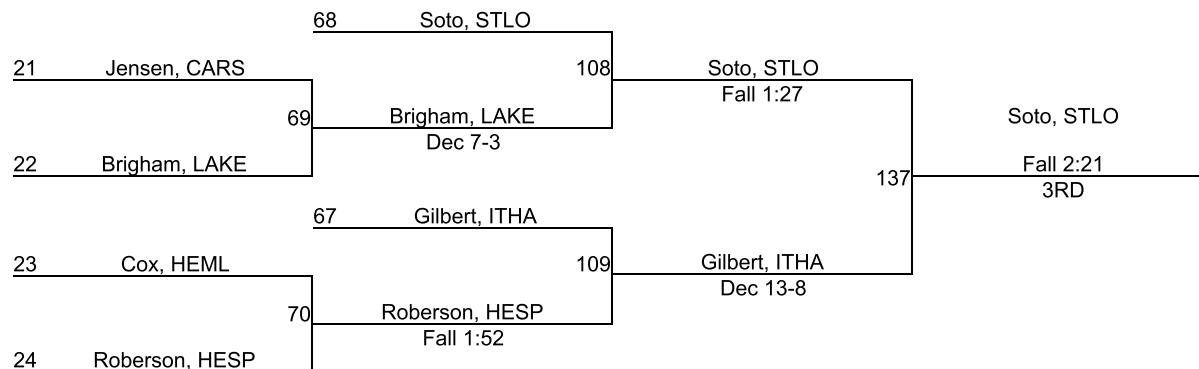 68 Soto, STLO
21 Jensen, CARS
108 Soto, STLO
Fall 1:27
69 Brigham, LAKE
Dec 7-3
Soto, STLO
22 Brigham, LAKE
137 Fall 2:21
3RD
67 Gilbert, ITHA
23 Cox, HEML
109 Gilbert, ITHA
Dec 13-8
70 Roberson, HESP
Fall 1:52
24 Roberson, HESP